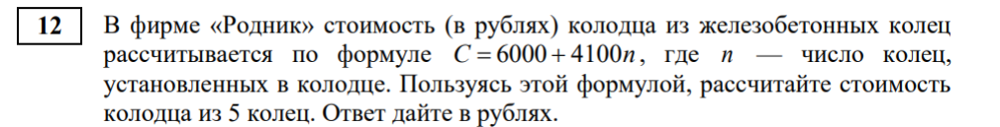 12 В фирме «Родник» стоимость (в рублях) колодца из железобетонных колец
рассчитывается по формуле C = 6000 + 4100n, где n — число колец,
установленных в колодце. Пользуясь этой формулой, рассчитайте стоимость
колодца из 5 колец. Ответ дайте в рублях.